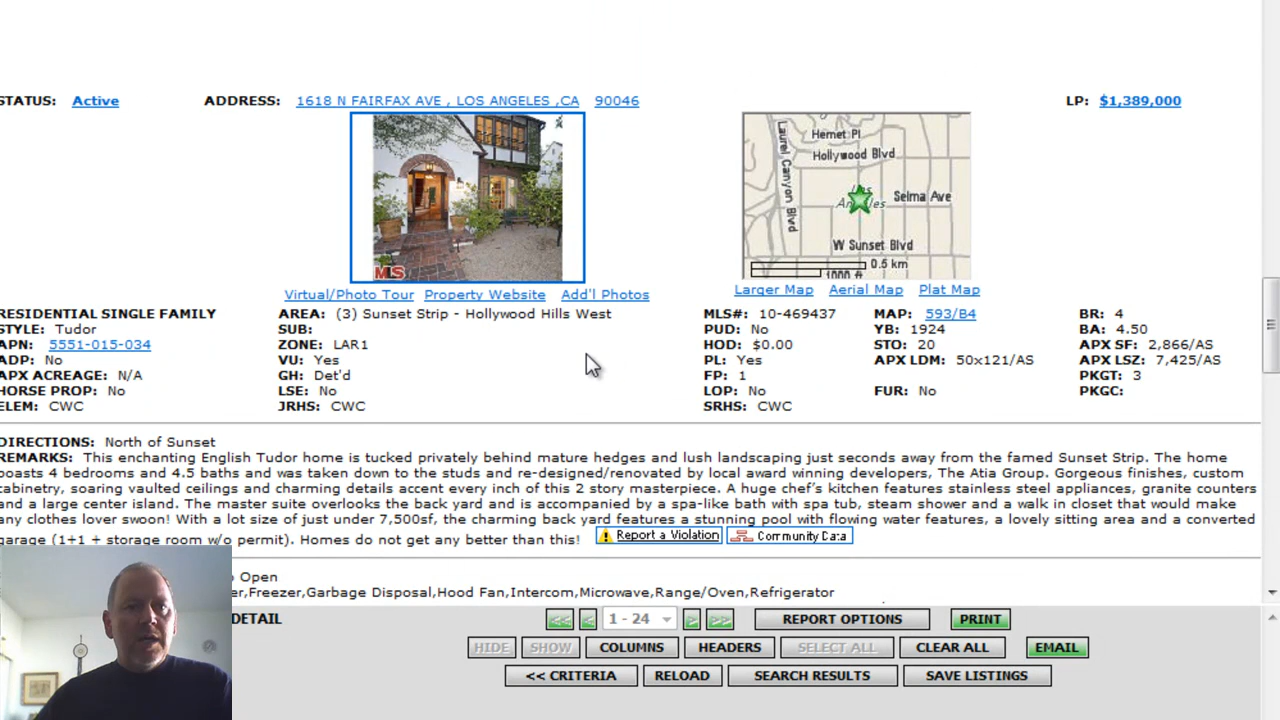 STATUS: Active ADDRESS: 1618 N FAIRFAX AVE , LOS ANGELES ,CA 90046 LP: $1,389,000
Laurel Canyon Blvd
Hemet Pl
Hollywood Blvd
Los Angeles
Selma Ave
W Sunset Blvd
0.5 km
1000 ft
MLS
Virtual/Photo Tour Property Website Add'l Photos Larger Map Aerial Map Plat Map
RESIDENTIAL SINGLE FAMILY AREA: (3) Sunset Strip - Hollywood Hills West MLS#: 10-469437 MAP: 593/B4 BR: 4
STYLE: Tudor SUB: PUD: No YB: 1924 BA: 4.50
APN: 5551-015-034 ZONE: LAR1 HOD: $0.00 STO: 20 APX SF: 2,866/AS
ADP: No VU: Yes PL: Yes APX LDM: 50x121/AS APX LSZ: 7,425/AS
APX ACREAGE: N/A GH: Det'd FP: 1 PKGT: 3
HORSE PROP: No LSE: No LOP: No FUR: No PKGC:
ELEM: CWC JRHS: CWC SRHS: CWC
DIRECTIONS: North of Sunset
REMARKS: This enchanting English Tudor home is tucked privately behind mature hedges and lush landscaping just seconds away from the famed Sunset Strip. The home
boasts 4 bedrooms and 4.5 baths and was taken down to the studs and re-designed/renovated by local award winning developers, The Atia Group. Gorgeous finishes, custom
cabinetry, soaring vaulted ceilings and charming details accent every inch of this 2 story masterpiece. A huge chef's kitchen features stainless steel appliances, granite counters
and a large center island. The master suite overlooks the back yard and is accompanied by a spa-like bath with spa tub, steam shower and a walk in closet that would make
any clothes lover swoon! With a lot size of just under 7,500sf, the charming back yard features a stunning pool with flowing water features, a lovely sitting area and a converted
garage (1+1 + storage room w/o permit). Homes do not get any better than this! Report a Violation Community Data
Open
er,Freezer,Garbage Disposal,Hood Fan,Intercom,Microwave,Range/Oven,Refrigerator
DETAIL << < 1 - 24 > >> REPORT OPTIONS PRINT
HIDE SHOW COLUMNS HEADERS SELECT ALL CLEAR ALL EMAIL
<< CRITERIA RELOAD SEARCH RESULTS SAVE LISTINGS